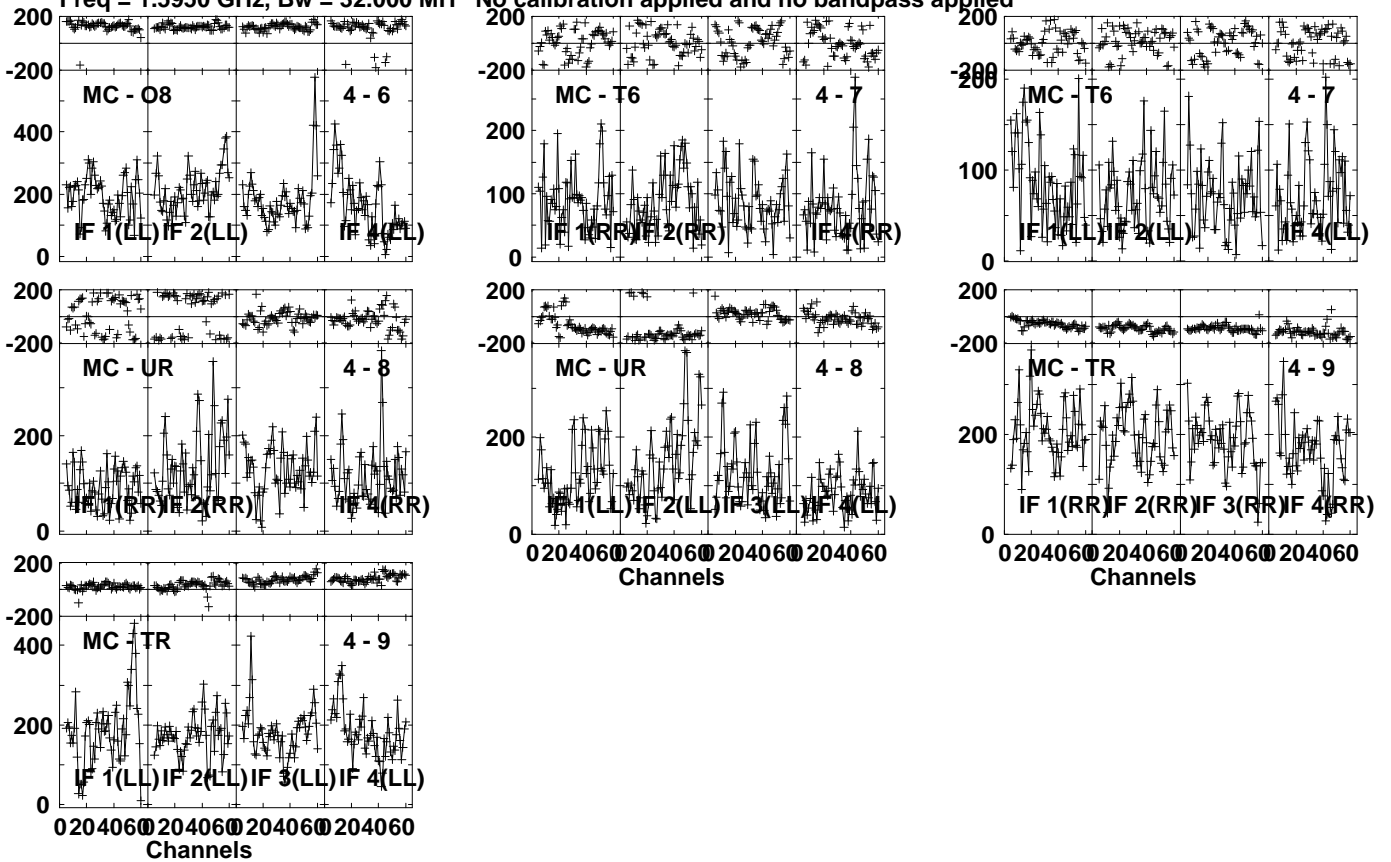 Freq = 1.5950 GHz, Bw = 32.000 MH No calibration applied and no bandpass applied
200
-200
MC - O8 4 - 6
400
200
0
IF 1(LL) IF 2(LL) IF 4(LL)
200
-200
MC - T6 4 - 7
200
100
0
IF 1(RR) IF 2(RR) IF 4(RR)
200
-200
200
MC - T6 4 - 7
100
0
IF 1(LL) IF 2(LL) IF 4(LL)
200
-200
MC - UR 4 - 8
200
0
IF 1(RR) IF 2(RR) IF 4(RR)
200
-200
MC - UR 4 - 8
200
0
IF 1(LL) IF 2(LL) IF 3(LL) IF 4(LL)
0 20 40 60 0 20 40 60 0 20 40 60 0 20 40 60
Channels
200
-200
MC - TR 4 - 9
200
0
IF 1(RR) IF 2(RR) IF 3(RR) IF 4(RR)
0 20 40 60 0 20 40 60 0 20 40 60 0 20 40 60
Channels
200
-200
MC - TR 4 - 9
400
200
0
IF 1(LL) IF 2(LL) IF 3(LL) IF 4(LL)
0 20 40 60 0 20 40 60 0 20 40 60 0 20 40 60
Channels